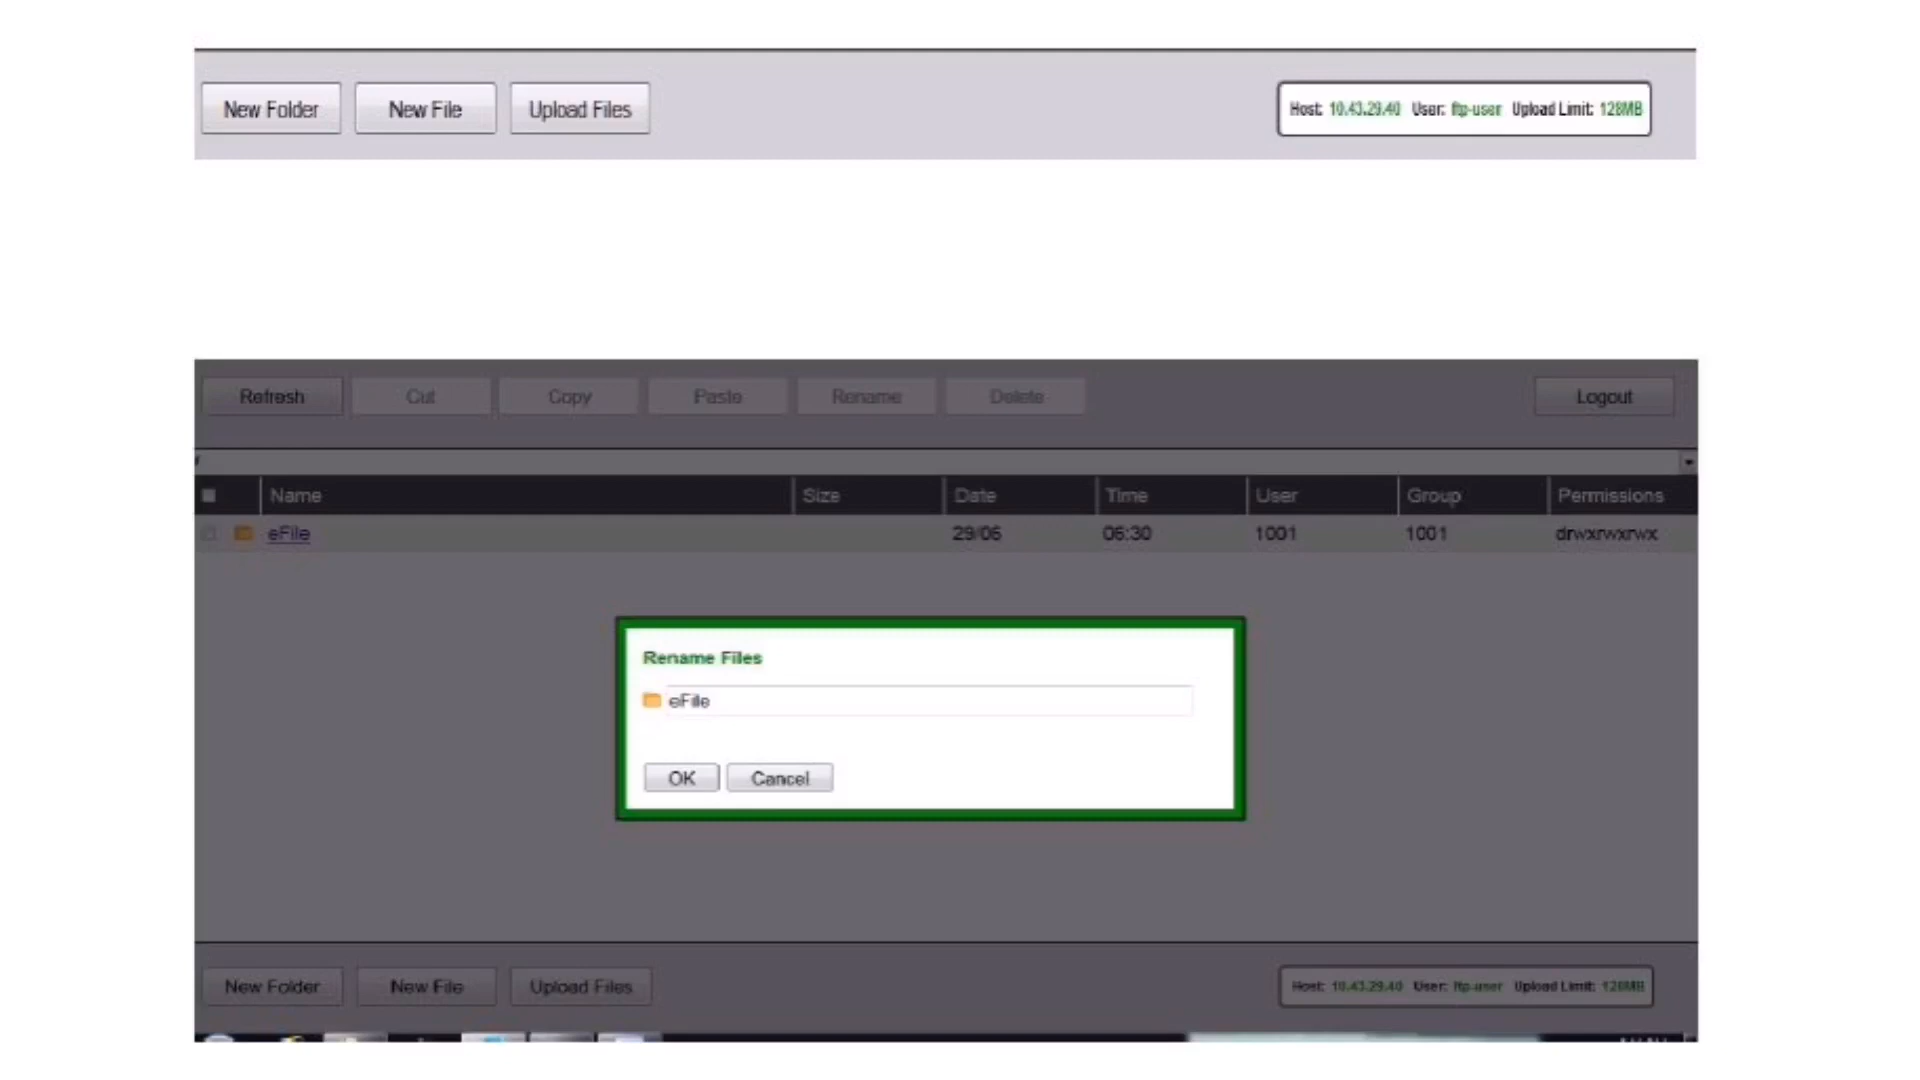 New Folder New File Upload Files Host: 10.43.29.40 User: ftp-user Upload Limit: 128MB
Refresh Cut Copy Paste Rename Delete Logout
Name Size Date Time User Group Permissions
eFile 29/06 06:30 1001 1001 drwxrwxrwx
Rename Files
eFile
OK Cancel
New Folder New File Upload Files Host: 10.43.29.40 User: ftp-user Upload Limit: 128MB